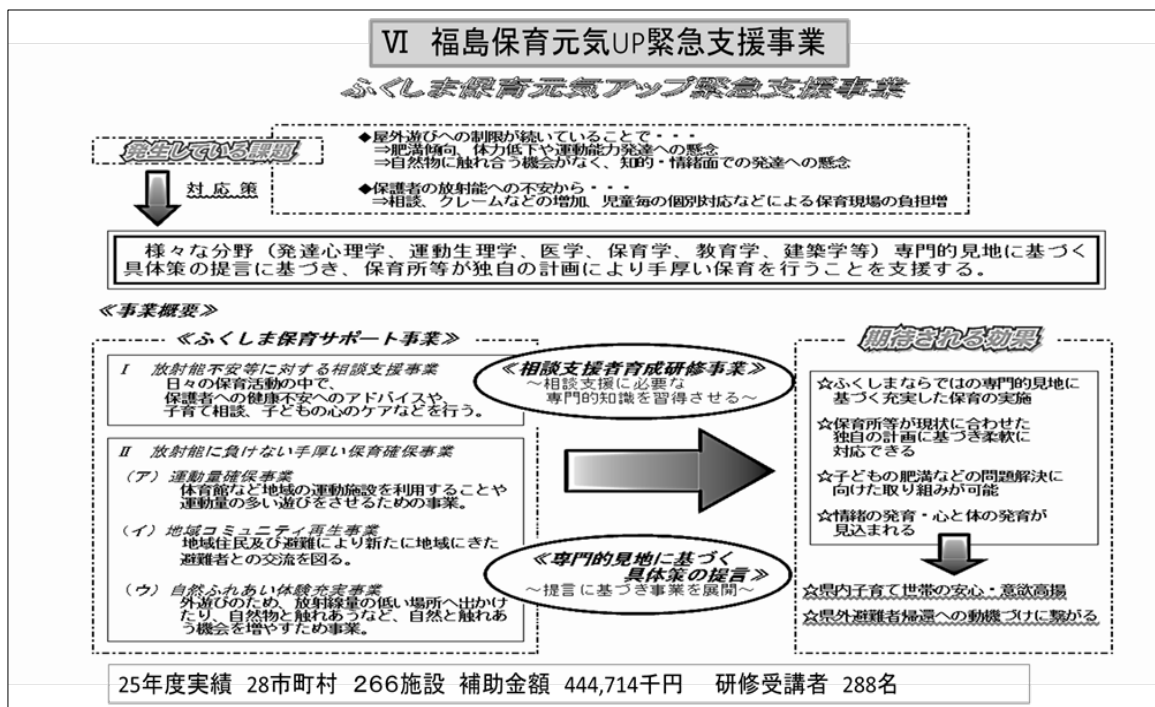 Ⅵ 福島保育元気UP緊急支援事業
ふくしま保育元気アップ緊急支援事業
発生している課題
◆屋外遊びへの制限が続いていることで・・・
⇒肥満傾向、体力低下や運動能力発達への懸念
⇒自然物に触れ合う機会がなく、知的・情緒面での発達への懸念
◆保護者の放射能への不安から・・・
⇒相談、クレームなどの増加、児童毎の個別対応などによる保育現場の負担増
対応策
様々な分野（発達心理学、運動生理学、医学、保育学、教育学、建築学等）専門的見地に基づく
具体策の提言に基づき、保育所等が独自の計画により手厚い保育を行うことを支援する。
≪事業概要≫
≪ふくしま保育サポート事業≫
Ⅰ 放射能不安等に対する相談支援事業
日々の保育活動の中で、
保護者への健康不安へのアドバイスや、
子育て相談、子どもの心のケアなどを行う。
Ⅱ 放射能に負けない手厚い保育確保事業
（ア）運動量確保事業
体育館など地域の運動施設を利用することや
運動量の多い遊びをさせるための事業。
（イ）地域コミュニティ再生事業
地域住民及び避難により新たに地域にきた
避難者との交流を図る。
（ウ）自然ふれあい体験充実事業
外遊びのため、放射線量の低い場所へ出かけ
たり、自然物と触れあうなど、自然と触れあ
う機会を増やすため事業。
≪相談支援者育成研修事業≫
～相談支援に必要な
専門的知識を習得させる～
≪専門的見地に基づく
具体策の提言≫
～提言に基づき事業を展開～
期待される効果
☆ふくしまならではの専門的見地に
基づく充実した保育の実施
☆保育所等が現状に合わせた
独自の計画に基づき柔軟に
対応できる
☆子どもの肥満などの問題解決に
向けた取り組みが可能
☆情緒の発育・心と体の発育が
見込まれる
☆県内子育て世帯の安心・意欲高揚
☆県外避難者帰還への動機づけに繋がる
25年度実績 28市町村 ２６６施設 補助金額 444,714千円 研修受講者 288名